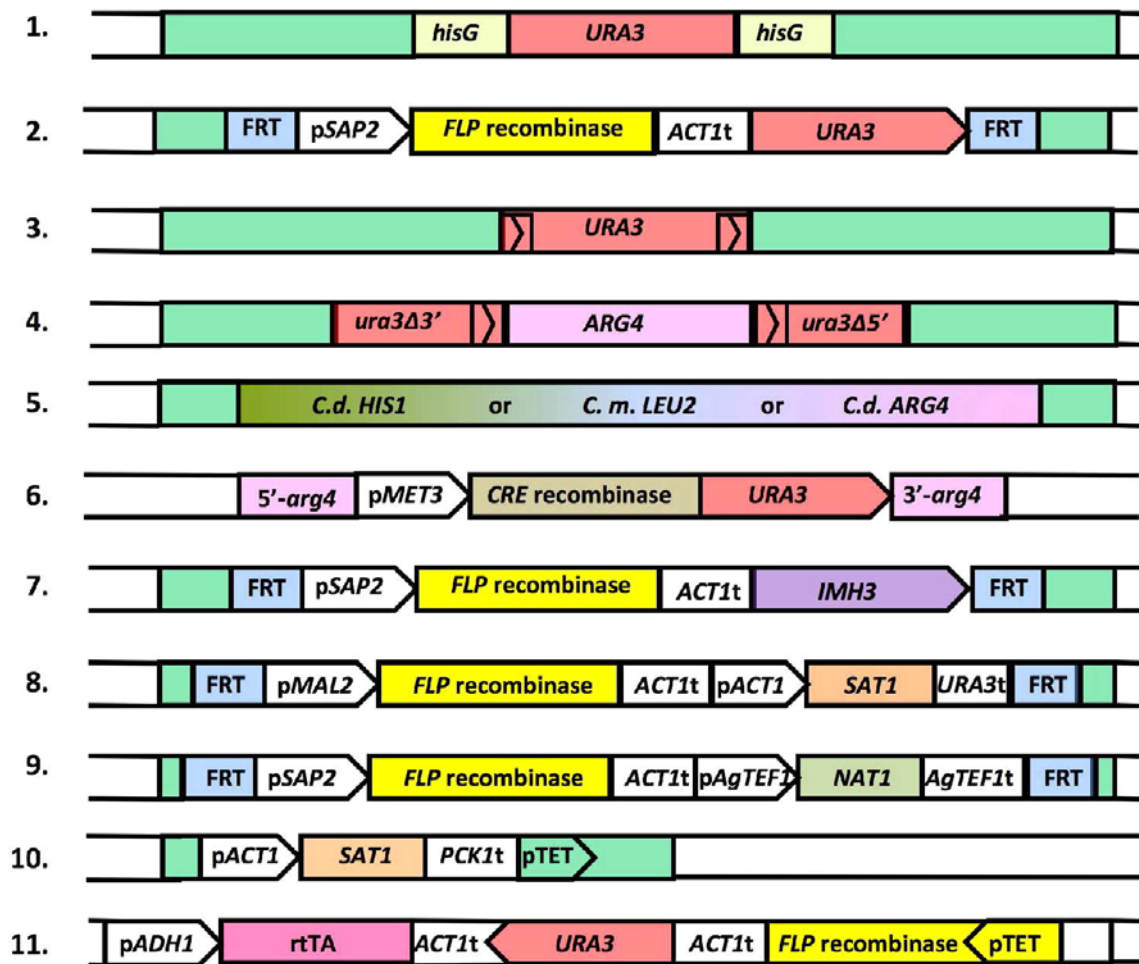 1. hisG URA3 hisG
2. FRT pSAP2 FLP recombinase ACT1t URA3 FRT
3. URA3
4. ura3Δ3’ ARG4 ura3Δ5’
5. C.d. HIS1 or C. m. LEU2 or C.d. ARG4
6. 5’-arg4 pMET3 CRE recombinase URA3 3’-arg4
7. FRT pSAP2 FLP recombinase ACT1t IMH3 FRT
8. FRT pMAL2 FLP recombinase ACT1t pACT1 SAT1 URA3t FRT
9. FRT pSAP2 FLP recombinase ACT1t pAgTEF1 NAT1 AgTEF1t FRT
10. pACT1 SAT1 PCK1t pTET
11. pADH1 rtTA ACT1t URA3 ACT1t FLP recombinase pTET